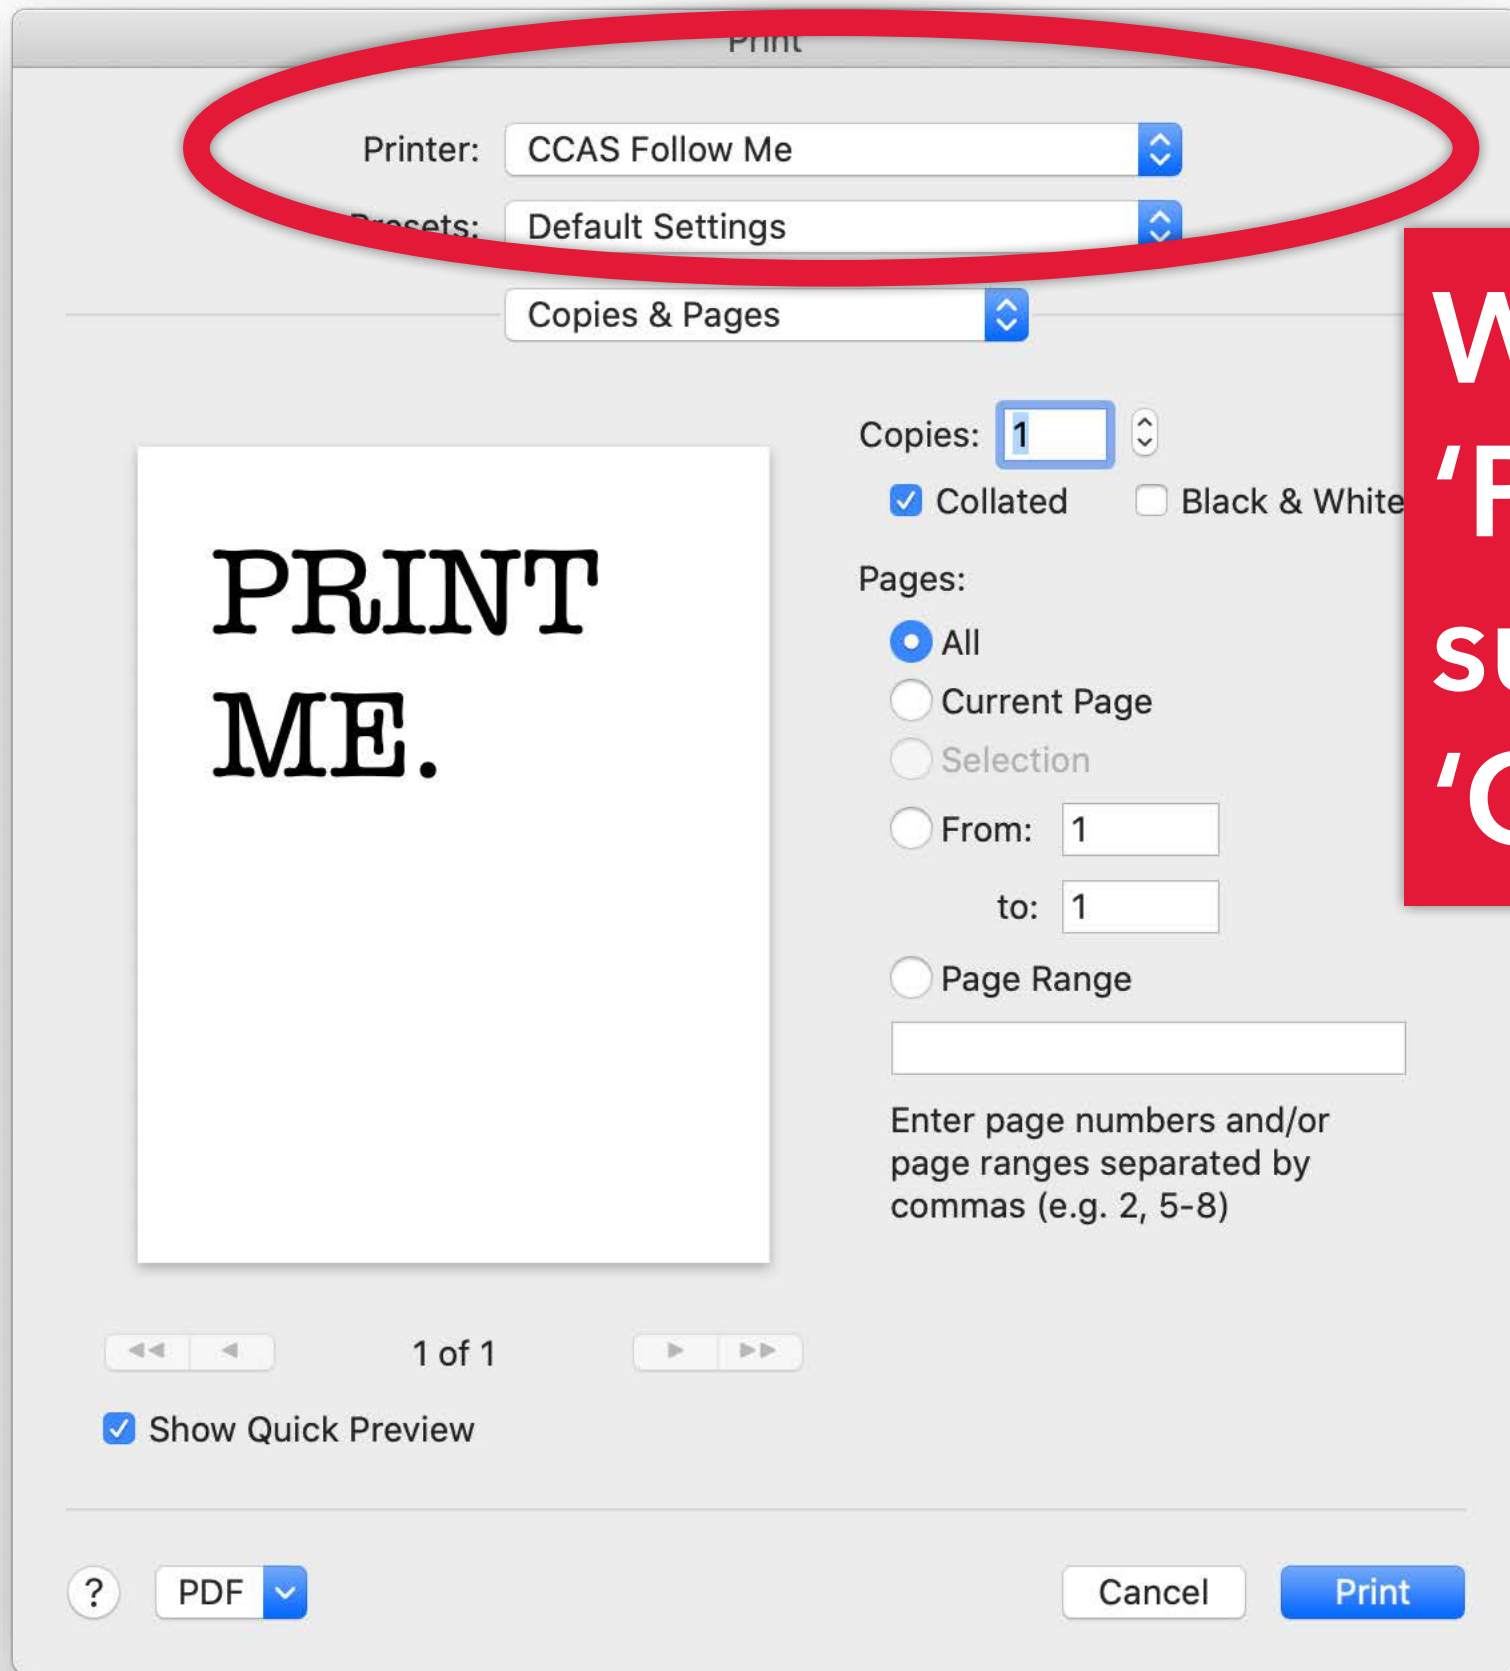 Print
Printer: CCAS Follow Me
Presets: Default Settings
Copies & Pages
Copies: 1
Collated Black & White
PRINT
ME.
Pages:
All
Current Page
Selection
From: 1
to: 1
Page Range
Enter page numbers and/or
page ranges separated by
commas (e.g. 2, 5-8)
1 of 1
Show Quick Preview
? PDF Cancel Print